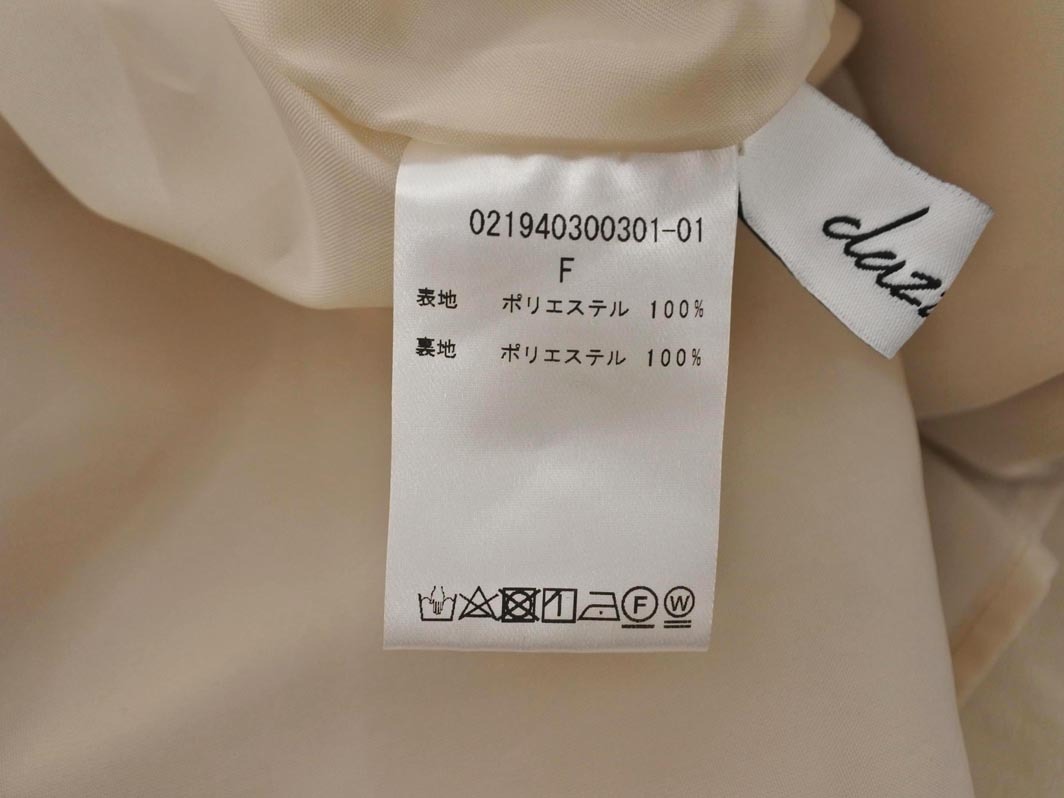 021940300301-01
F
表地 ポリエステル 100%
裏地 ポリエステル 100%
F W
dazz